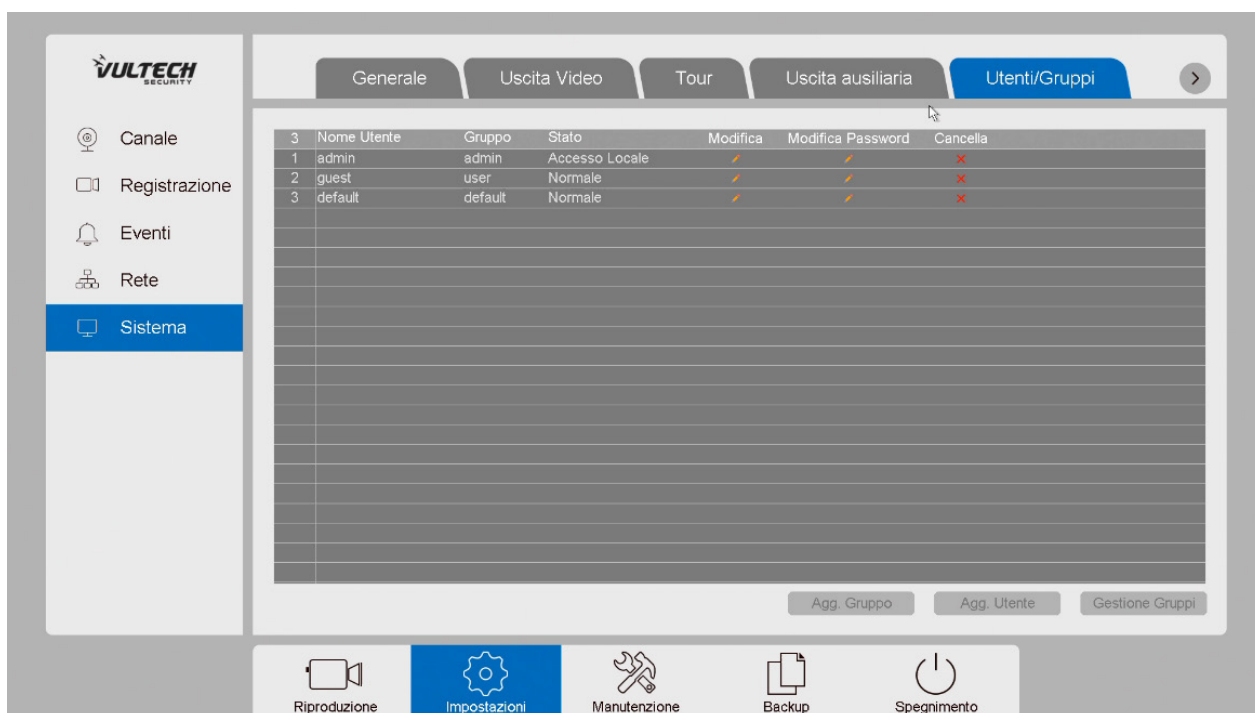 VULTECH
SECURITY
Generale Uscita Video Tour Uscita ausiliaria Utenti/Gruppi >
Canale
Registrazione
Eventi
Rete
Sistema
3 Nome Utente Gruppo Stato Modifica Modifica Password Cancella
1 admin admin Accesso Locale
2 guest user Normale
3 default default Normale
Agg. Gruppo Agg. Utente Gestione Gruppi
Riproduzione Impostazioni Manutenzione Backup Spegnimento